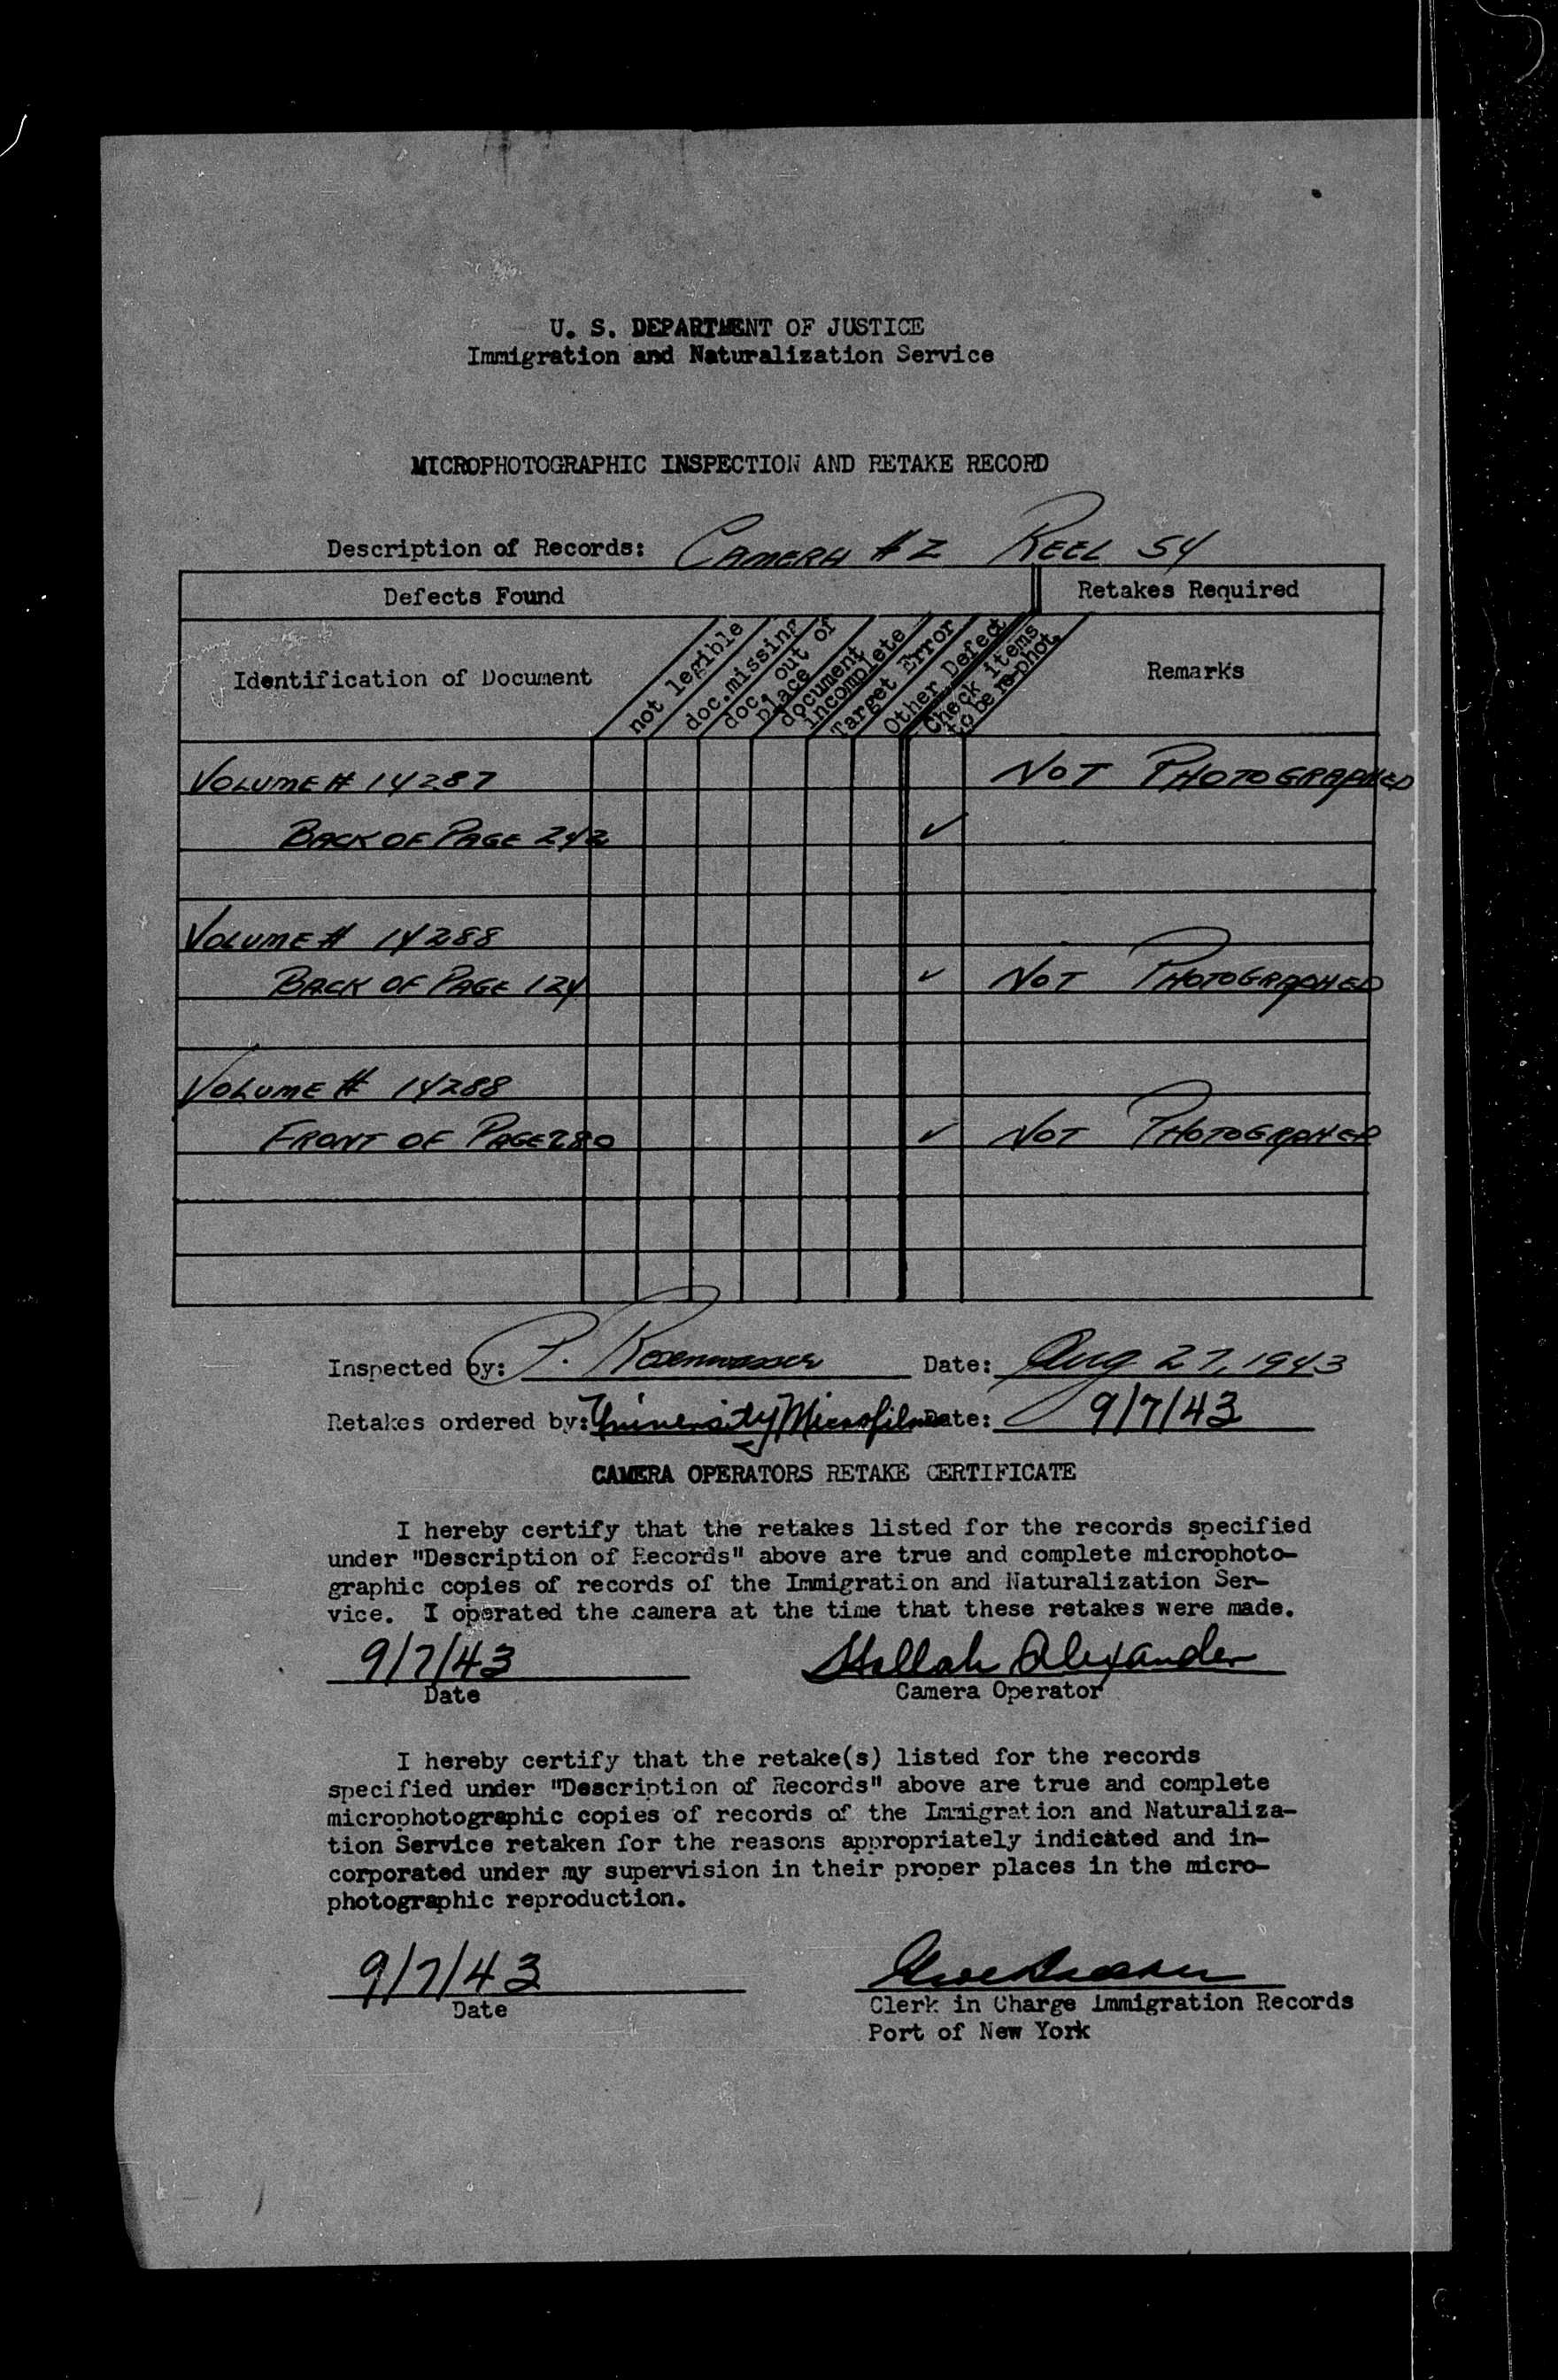 U. S. DEPARTMENT OF JUSTICE
Immigration and Naturalization Service
MICROPHOTOGRAPHIC INSPECTION AND RETAKE RECORD
Description of Records: CAMERA #2 REEL 54
Defects Found
Retakes Required
Identification of Document
not legible
doc.missing
doc. out of
place
document
incomplete
Target Error
Other Defect
Check items
to be re-phot.
Remarks
VOLUME # 14287 NOT PHOTOGRAPHED
BACK OF PAGE 242 ✓
VOLUME # 14288
BACK OF PAGE 124 ✓ NOT PHOTOGRAPHED
VOLUME # 14288
FRONT OF PAGE 280 ✓ NOT PHOTOGRAPHED
Inspected by: P. Rosenwasser Date: Aug 27, 1943
Retakes ordered by: University Microfilms Date: 9/7/43
CAMERA OPERATORS RETAKE CERTIFICATE
I hereby certify that the retakes listed for the records specified
under "Description of Records" above are true and complete microphoto-
graphic copies of records of the Immigration and Naturalization Ser-
vice. I operated the camera at the time that these retakes were made.
9/7/43 Alexander
Date Camera Operator
I hereby certify that the retake(s) listed for the records
specified under "Description of Records" above are true and complete
microphotographic copies of records of the Immigration and Naturaliza-
tion Service retaken for the reasons appropriately indicated and in-
corporated under my supervision in their proper places in the micro-
photographic reproduction.
9/7/43
Date
Clerk in Charge Immigration Records
Port of New York